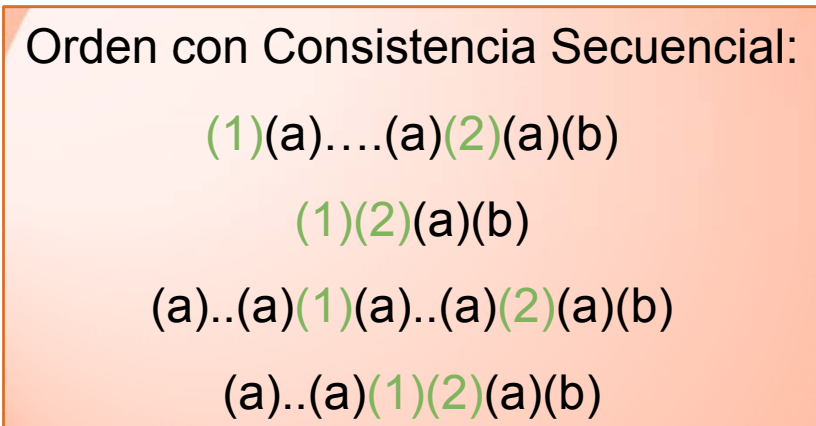 Orden con Consistencia Secuencial:
(1)(a)....(a)(2)(a)(b)
(1)(2)(a)(b)
(a)..(a)(1)(a)..(a)(2)(a)(b)
(a)..(a)(1)(2)(a)(b)